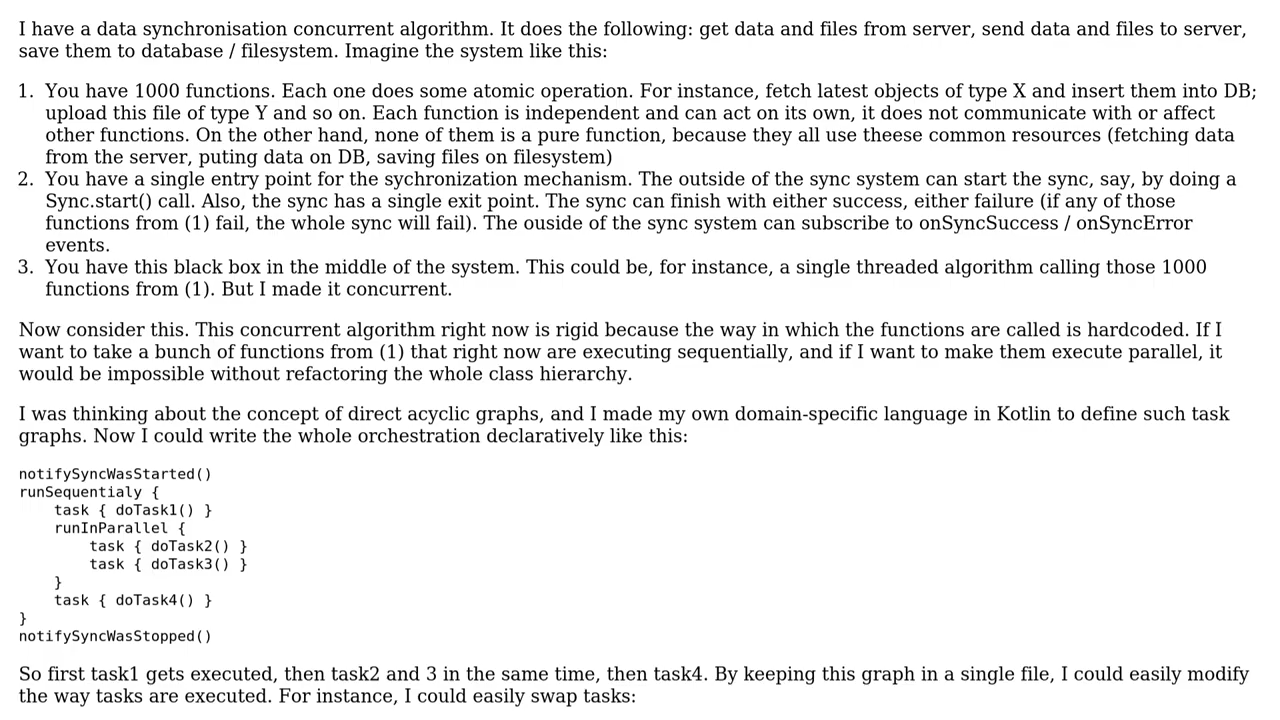 I have a data synchronisation concurrent algorithm. It does the following: get data and files from server, send data and files to server,
save them to database / filesystem. Imagine the system like this:
1. You have 1000 functions. Each one does some atomic operation. For instance, fetch latest objects of type X and insert them into DB;
upload this file of type Y and so on. Each function is independent and can act on its own, it does not communicate with or affect
other functions. On the other hand, none of them is a pure function, because they all use theese common resources (fetching data
from the server, puting data on DB, saving files on filesystem)
2. You have a single entry point for the sychronization mechanism. The outside of the sync system can start the sync, say, by doing a
Sync.start() call. Also, the sync has a single exit point. The sync can finish with either success, either failure (if any of those
functions from (1) fail, the whole sync will fail). The ouside of the sync system can subscribe to onSyncSuccess / onSyncError
events.
3. You have this black box in the middle of the system. This could be, for instance, a single threaded algorithm calling those 1000
functions from (1). But I made it concurrent.
Now consider this. This concurrent algorithm right now is rigid because the way in which the functions are called is hardcoded. If I
want to take a bunch of functions from (1) that right now are executing sequentially, and if I want to make them execute parallel, it
would be impossible without refactoring the whole class hierarchy.
I was thinking about the concept of direct acyclic graphs, and I made my own domain-specific language in Kotlin to define such task
graphs. Now I could write the whole orchestration declaratively like this:
notifySyncWasStarted()
runSequentialy {
    task { doTask1() }
    runInParallel {
        task { doTask2() }
        task { doTask3() }
    }
    task { doTask4() }
}
notifySyncWasStopped()
So first task1 gets executed, then task2 and 3 in the same time, then task4. By keeping this graph in a single file, I could easily modify
the way tasks are executed. For instance, I could easily swap tasks: